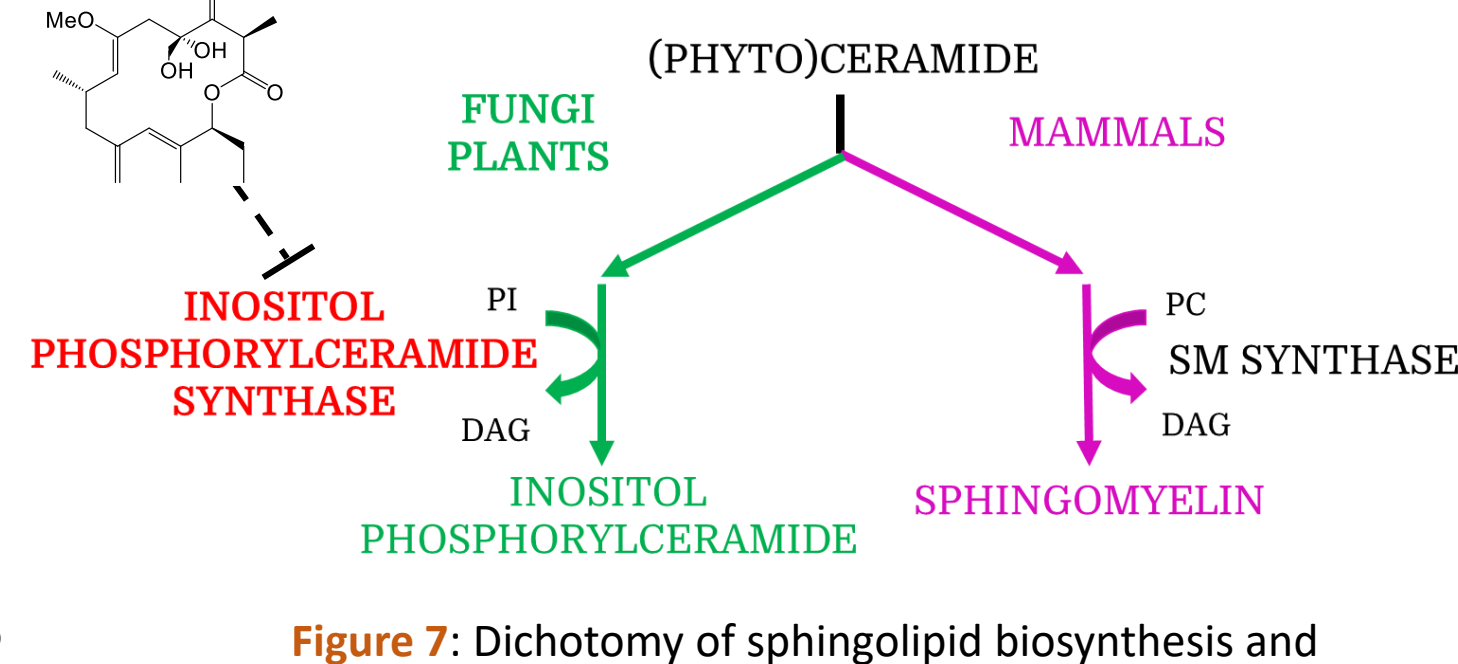 MeO
OH
OH
O
O
(PHYTO)CERAMIDE
FUNGI
PLANTS
MAMMALS
INOSITOL
PHOSPHORYLCERAMIDE
SYNTHASE
PI
DAG
PC
SM SYNTHASE
DAG
INOSITOL
PHOSPHORYLCERAMIDE
SPHINGOMYELIN
Figure 7: Dichotomy of sphingolipid biosynthesis and